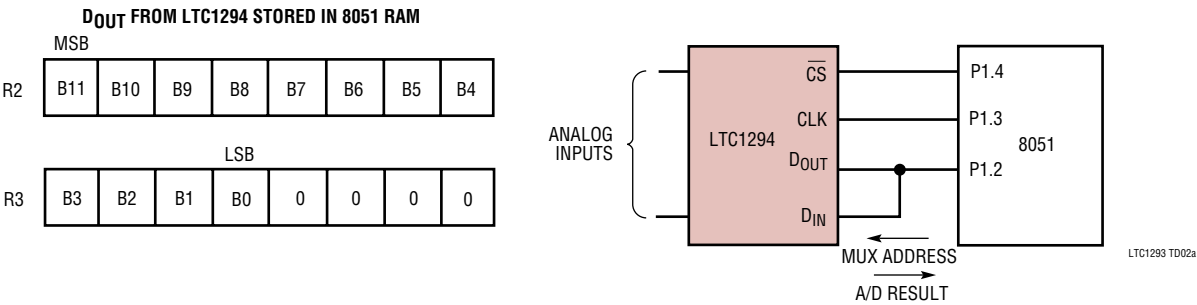 DOUT FROM LTC1294 STORED IN 8051 RAM
MSB
R2 B11 B10 B9 B8 B7 B6 B5 B4
LSB
R3 B3 B2 B1 B0 0 0 0 0
ANALOG
INPUTS
LTC1294
CS
CLK
DOUT
DIN
P1.4
P1.3
P1.2
8051
MUX ADDRESS
A/D RESULT
LTC1293 TD02a